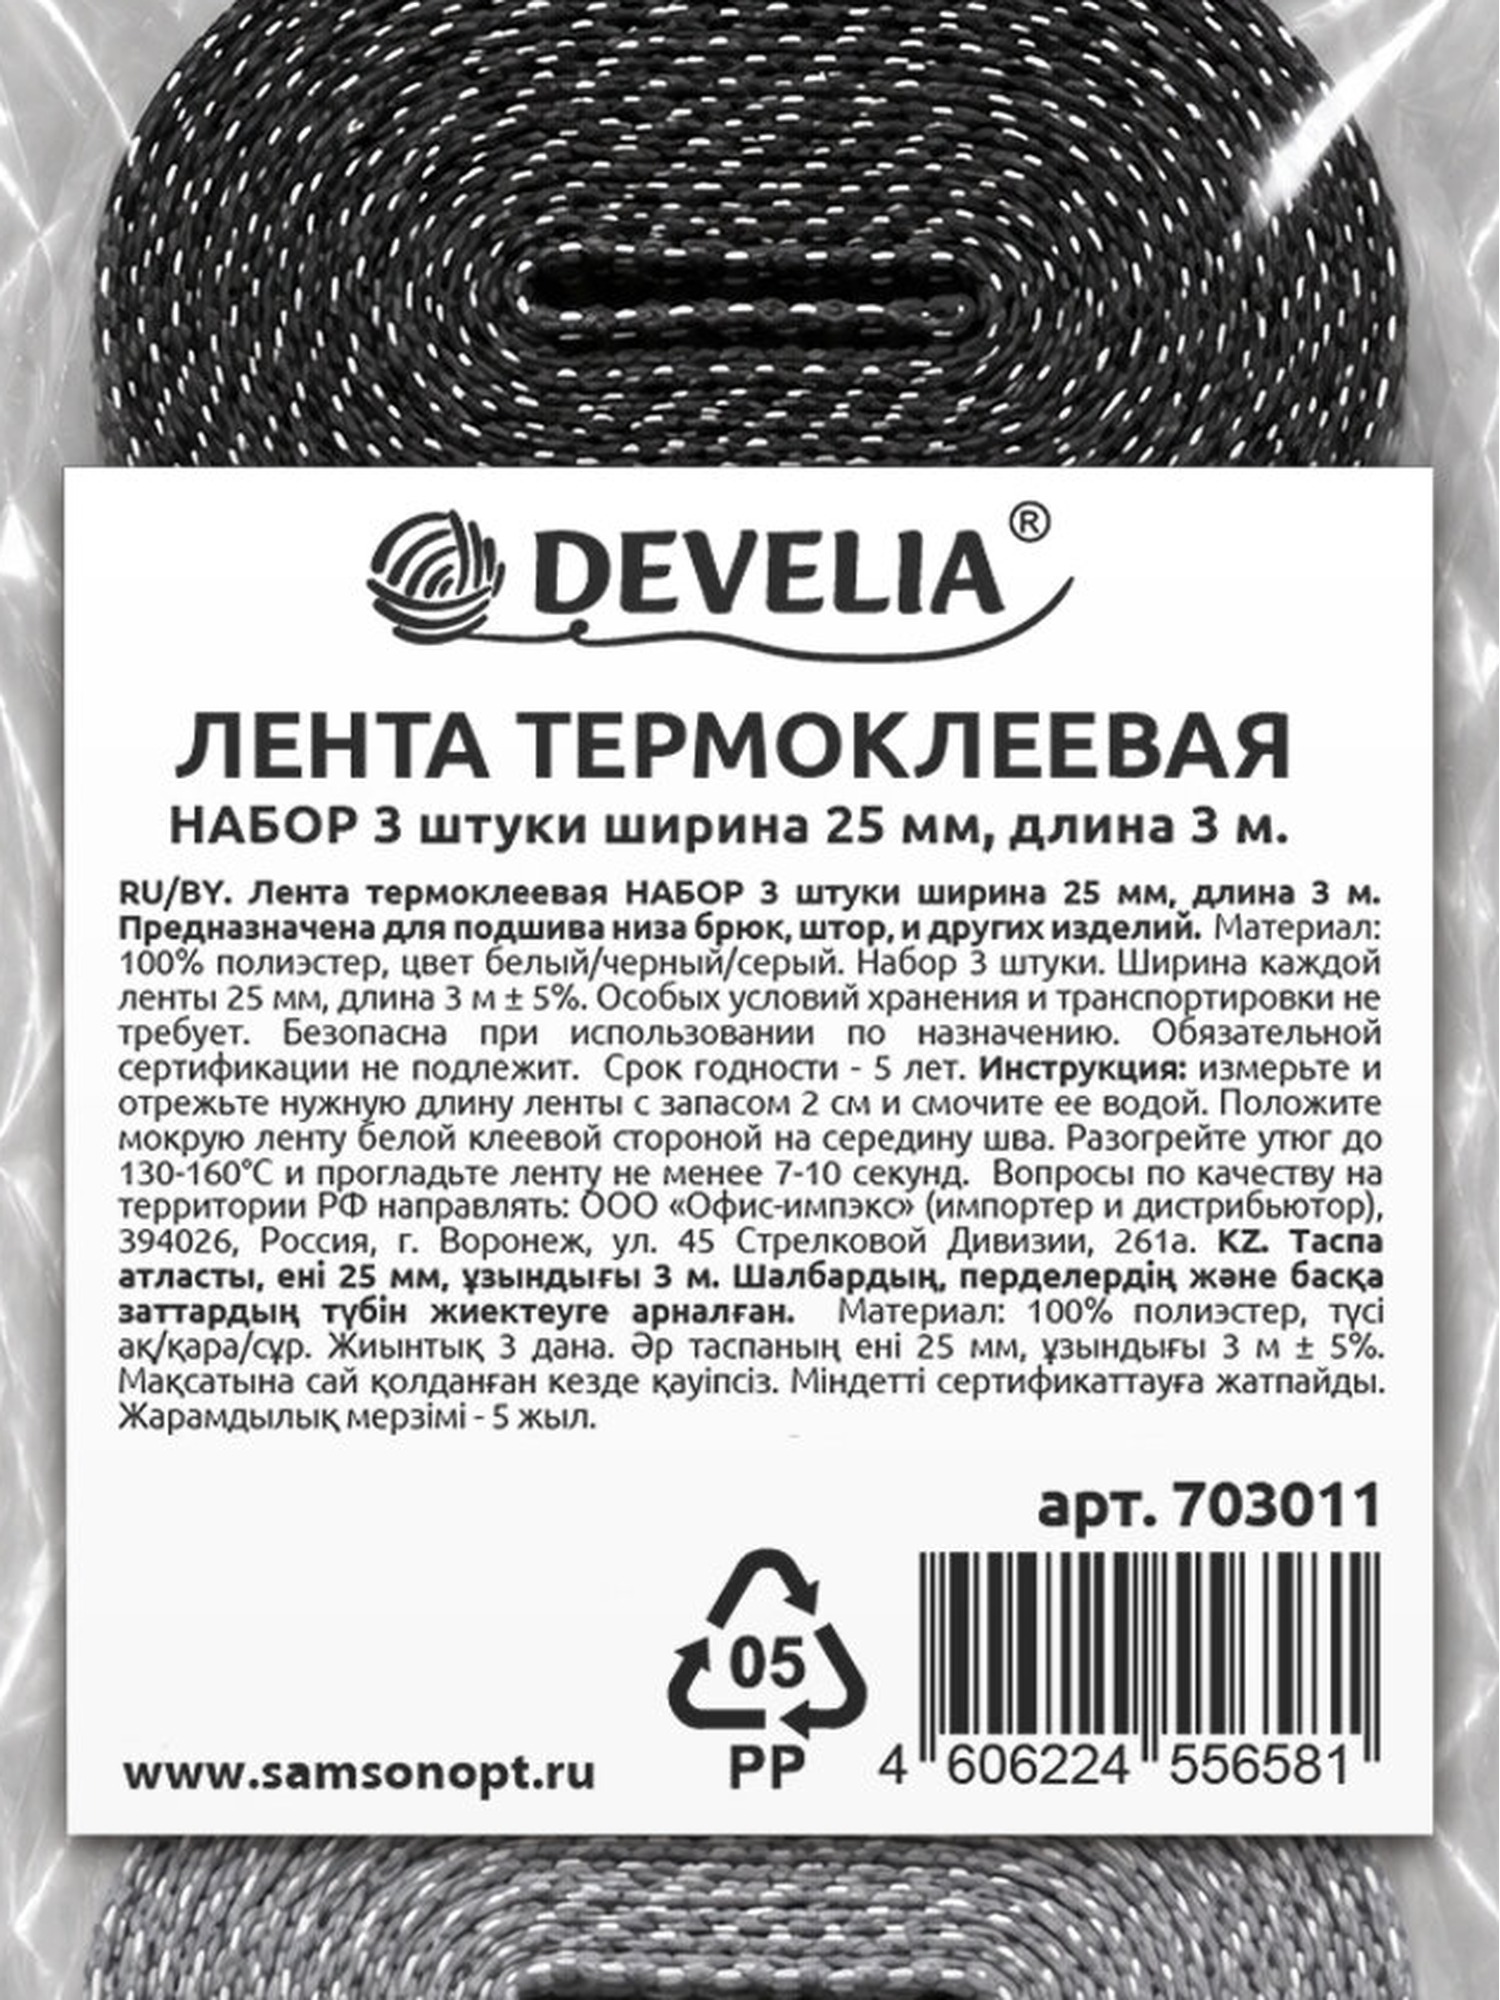 DEVELIA®
ЛЕНТА ТЕРМОКЛЕЕВАЯ
НАБОР 3 штуки ширина 25 мм, длина 3 м.
RU/BY. Лента термоклеевая НАБОР 3 штуки ширина 25 мм, длина 3 м.
Предназначена для подшива низа брюк, штор, и других изделий. Материал:
100% полиэстер, цвет белый/черный/серый. Набор 3 штуки. Ширина каждой
ленты 25 мм, длина 3 м ± 5%. Особых условий хранения и транспортировки не
требует. Безопасна при использовании по назначению. Обязательной
сертификации не подлежит. Срок годности - 5 лет. Инструкция: измерьте и
отрежьте нужную длину ленты с запасом 2 см и смочите ее водой. Положите
мокрую ленту белой клеевой стороной на середину шва. Разогрейте утюг до
130-160°С и прогладьте ленту не менее 7-10 секунд. Вопросы по качеству на
территории РФ направлять: ООО «Офис-импэкс» (импортер и дистрибьютор),
394026, Россия, г. Воронеж, ул. 45 Стрелковой Дивизии, 261а. KZ. Таспа
атласты, ені 25 мм, ұзындығы 3 м. Шалбардың, перделердің және басқа
заттардың түбін жиектеуге арналған. Материал: 100% полиэстер, түсі
ақ/қара/сұр. Жиынтық 3 дана. Әр таспаның ені 25 мм, ұзындығы 3 м ± 5%.
Мақсатына сай қолданған кезде қауіпсіз. Міндетті сертификаттауға жатпайды.
Жарамдылық мерзімі - 5 жыл.
арт. 703011
05
PP
www.samsonopt.ru
4 606224 556581